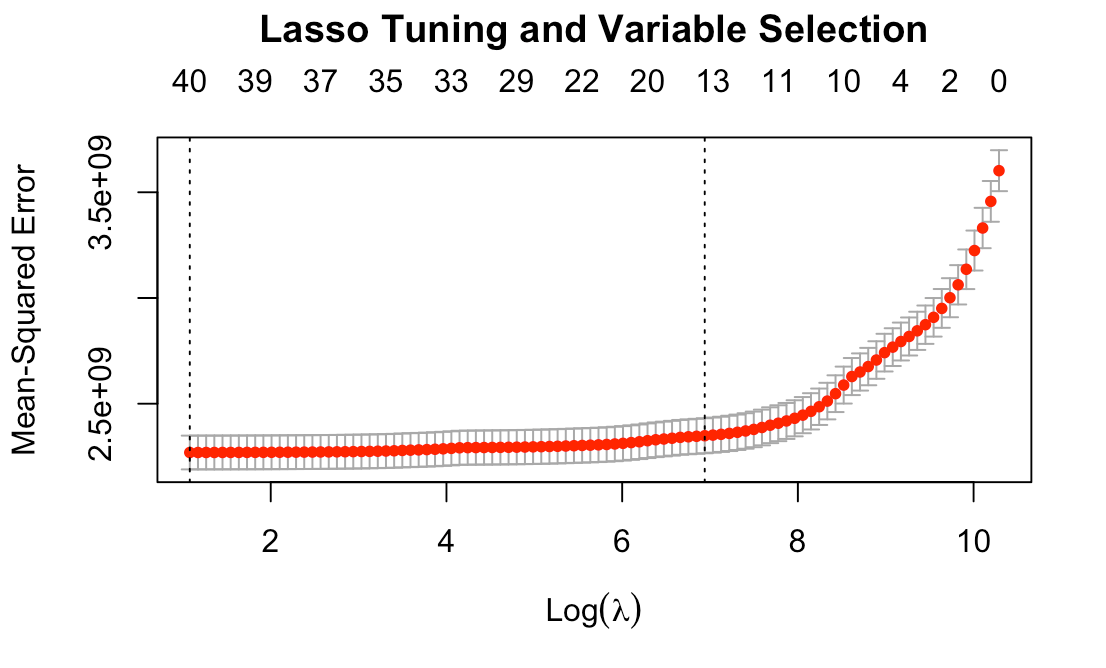 Lasso Tuning and Variable Selection
40 39 37 35 33 29 22 20 13 11 10 4 2 0
3.5e+09
2.5e+09
Mean-Squared Error
2 4 6 8 10
Log(λ)